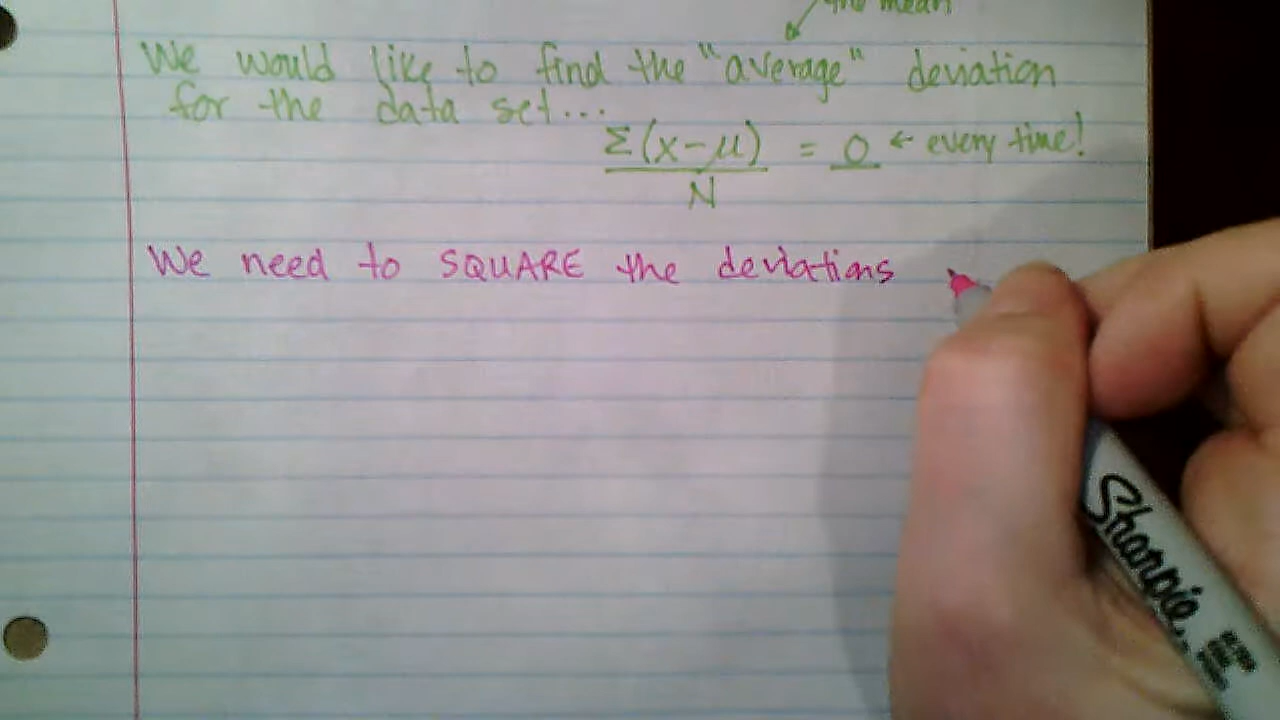 the mean
We would like to find the "average" deviation
for the data set...
Σ(x-μ) = 0 ← every time!
N
We need to SQUARE the deviations
Sharpie